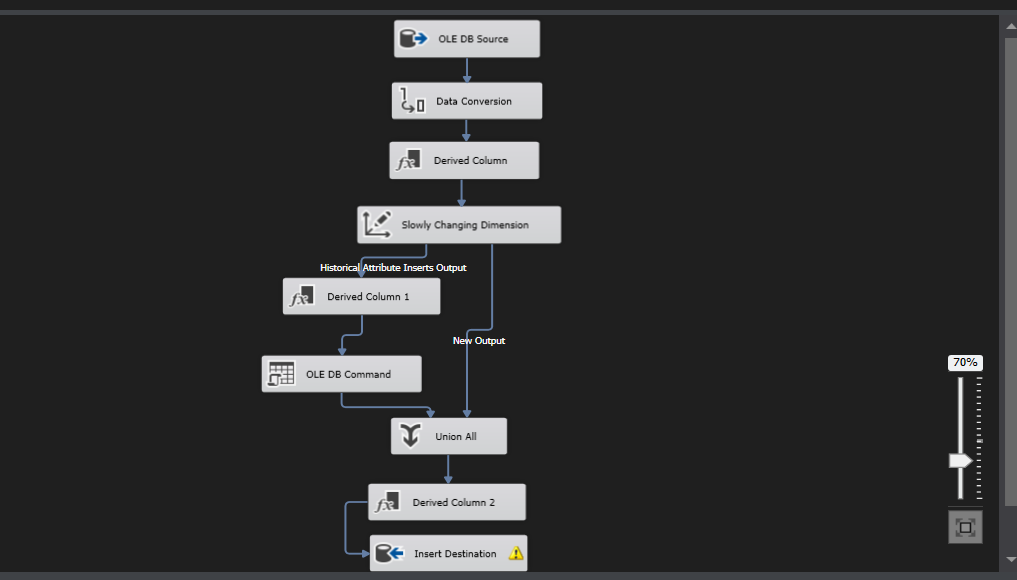 OLE DB Source
Data Conversion
Derived Column
Slowly Changing Dimension
Historical Attribute Inserts Output
Derived Column 1
New Output
70%
OLE DB Command
Union All
Derived Column 2
Insert Destination